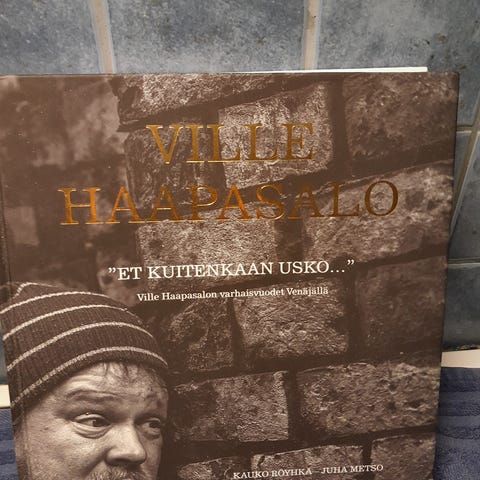 VILLE
HAAPASALO
”ET KUITENKAAN USKO...”
Ville Haapasalon varhaisvuodet Venäjällä
KAUKO RÖYHKÄ – JUHA METSO